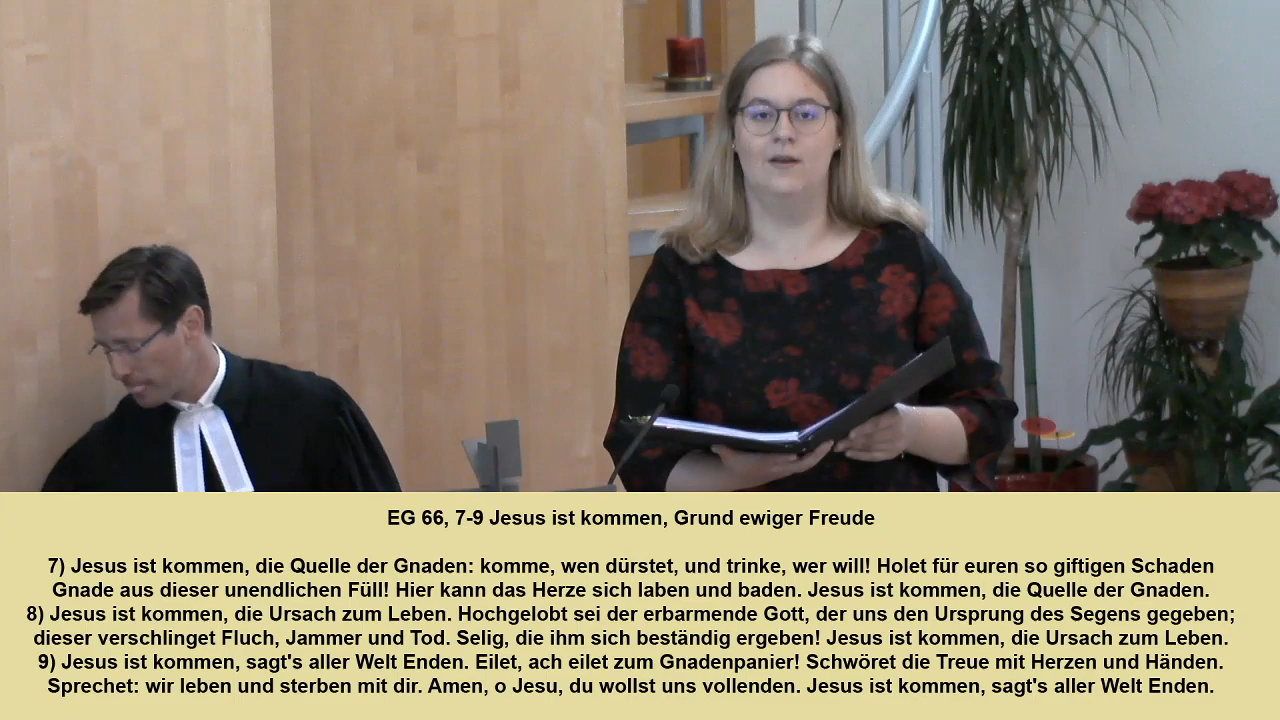 EG 66, 7-9 Jesus ist kommen, Grund ewiger Freude
7) Jesus ist kommen, die Quelle der Gnaden: komme, wen dürstet, und trinke, wer will! Holet für euren so giftigen Schaden
Gnade aus dieser unendlichen Füll! Hier kann das Herze sich laben und baden. Jesus ist kommen, die Quelle der Gnaden.
8) Jesus ist kommen, die Ursach zum Leben. Hochgelobt sei der erbarmende Gott, der uns den Ursprung des Segens gegeben;
dieser verschlinget Fluch, Jammer und Tod. Selig, die ihm sich beständig ergeben! Jesus ist kommen, die Ursach zum Leben.
9) Jesus ist kommen, sagt's aller Welt Enden. Eilet, ach eilet zum Gnadenpanier! Schwöret die Treue mit Herzen und Händen.
Sprechet: wir leben und sterben mit dir. Amen, o Jesu, du wollst uns vollenden. Jesus ist kommen, sagt's aller Welt Enden.